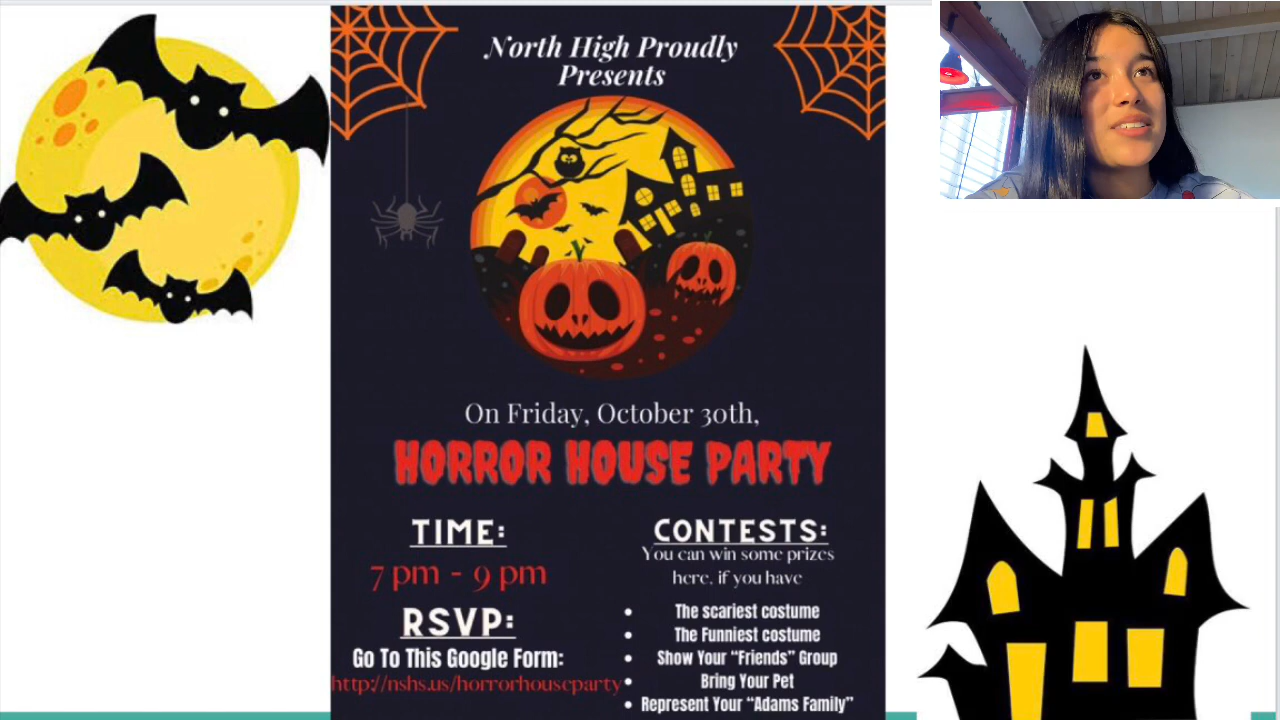 North High Proudly
Presents
On Friday, October 30th,
HORROR HOUSE PARTY
TIME:
7 pm - 9 pm
RSVP:
Go To This Google Form:
http://nshs.us/horrorhouseparty
CONTESTS:
You can win some prizes
here, if you have
The scariest costume
The Funniest costume
Show Your “Friends” Group
Bring Your Pet
Represent Your “Adams Family”